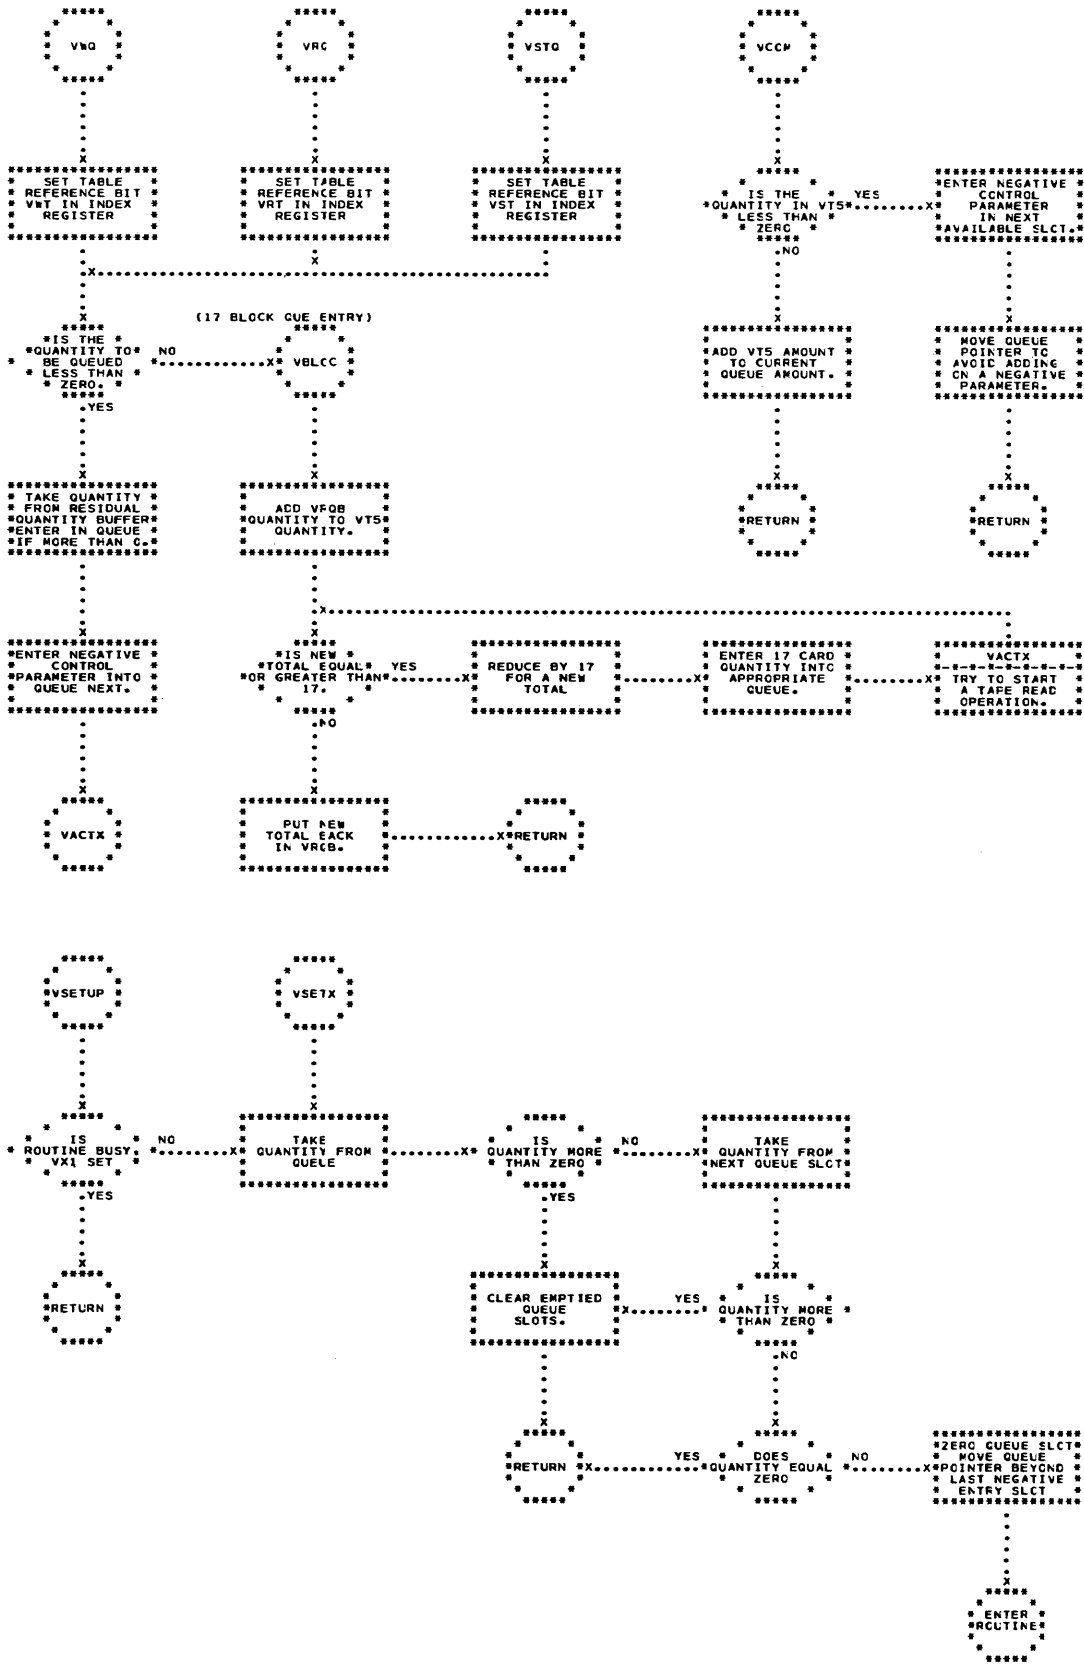 VWQ
VRC
VSTQ
VCCM
SET TABLE
REFERENCE BIT
VWT IN INDEX
REGISTER
SET TABLE
REFERENCE BIT
VRT IN INDEX
REGISTER
SET TABLE
REFERENCE BIT
VST IN INDEX
REGISTER
IS THE
QUANTITY IN VT5
LESS THAN
ZERO
YES
NO
ENTER NEGATIVE
CONTROL
PARAMETER
IN NEXT
AVAILABLE SLCT.
(17 BLOCK QUE ENTRY)
IS THE
QUANTITY TO
BE QUEUED
LESS THAN
ZERO.
NO
YES
VBLCC
ADD VT5 AMOUNT
TO CURRENT
QUEUE AMOUNT.
MOVE QUEUE
POINTER TO
AVOID ADDING
CN A NEGATIVE
PARAMETER.
TAKE QUANTITY
FROM RESIDUAL
QUANTITY BUFFER
ENTER IN QUEUE
IF MORE THAN 0.
ADD VRQB
QUANTITY TO VT5
QUANTITY.
RETURN
RETURN
ENTER NEGATIVE
CONTROL
PARAMETER INTO
QUEUE NEXT.
IS NEW
TOTAL EQUAL
OR GREATER THAN
17.
YES
NO
REDUCE BY 17
FOR A NEW
TOTAL
ENTER 17 CARD
QUANTITY INTO
APPROPRIATE
QUEUE.
VACTX
TRY TO START
A TAPE READ
OPERATION.
VACTX
PUT NEW
TOTAL BACK
IN VRCB.
RETURN
VSETUP
VSETX
IS
ROUTINE BUSY.
VX1 SET
NO
YES
TAKE
QUANTITY FROM
QUEUE
IS
QUANTITY MORE
THAN ZERO
NO
YES
TAKE
QUANTITY FROM
NEXT QUEUE SLCT
RETURN
CLEAR EMPTIED
QUEUE
SLOTS.
YES
IS
QUANTITY MORE
THAN ZERO
NO
RETURN
YES
DOES
QUANTITY EQUAL
ZERO
NO
ZERO QUEUE SLCT
MOVE QUEUE
POINTER BEYOND
LAST NEGATIVE
ENTRY SLCT
ENTER
ROUTINE